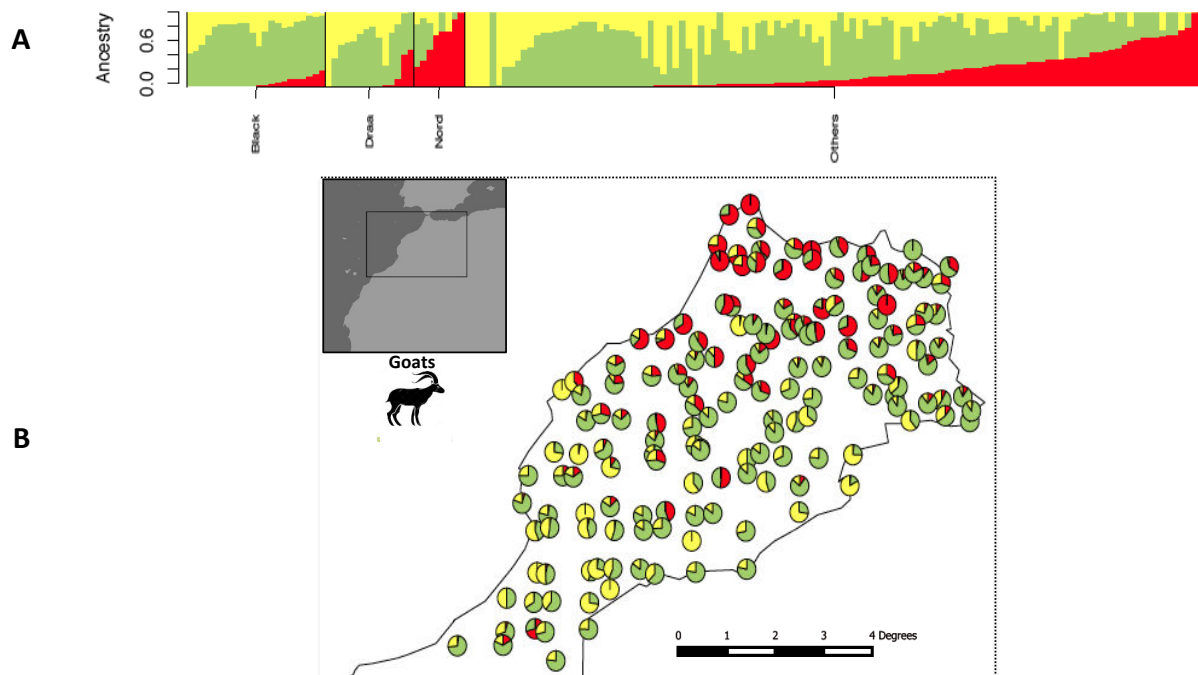 A
Ancestry
0.6
0.0
Black
Draa
Nord
Others
Goats
B
0 1 2 3 4 Degrees